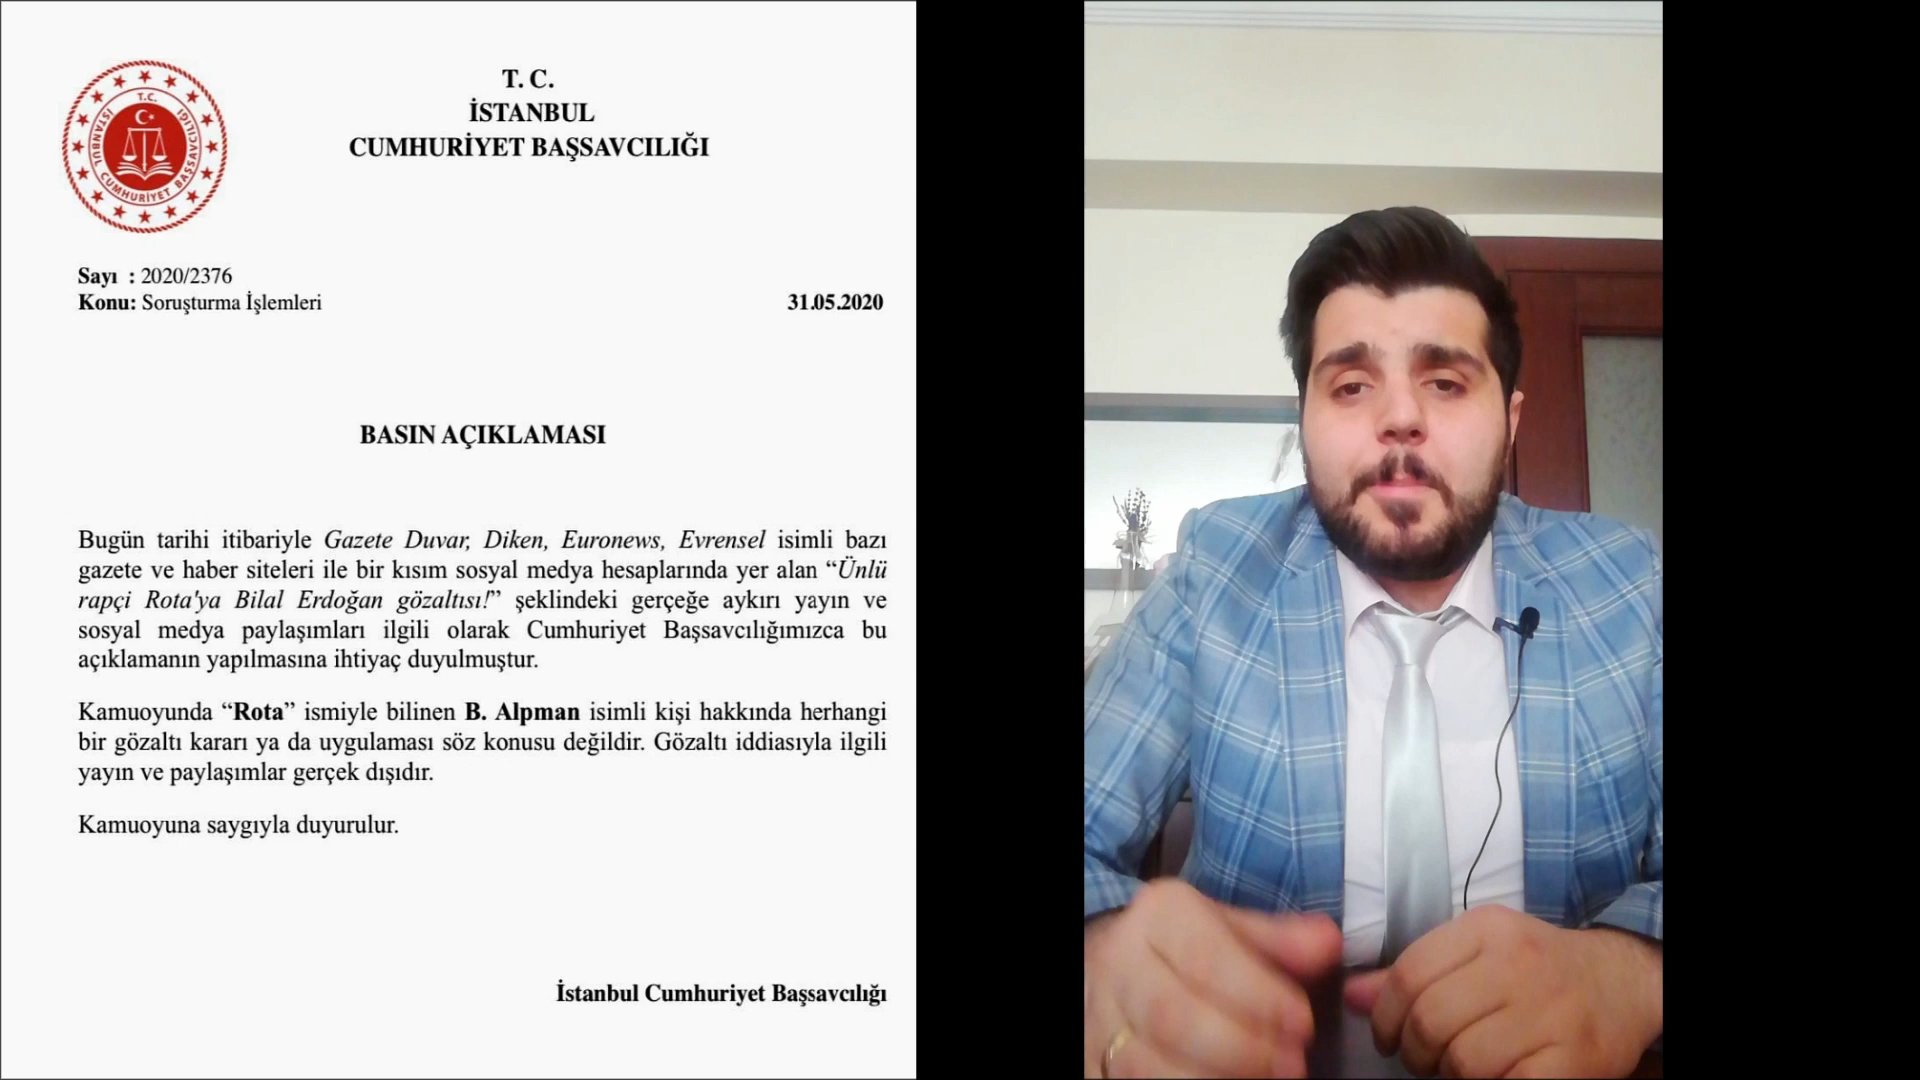 T.C.
İSTANBUL CUMHURİYET BAŞSAVCILIĞI
T. C.
İSTANBUL
CUMHURİYET BAŞSAVCILIĞI
Sayı : 2020/2376
Konu: Soruşturma İşlemleri
31.05.2020
BASIN AÇIKLAMASI
Bugün tarihi itibariyle Gazete Duvar, Diken, Euronews, Evrensel isimli bazı
gazete ve haber siteleri ile bir kısım sosyal medya hesaplarında yer alan “Ünlü
rapçi Rota'ya Bilal Erdoğan gözaltısı!” şeklindeki gerçeğe aykırı yayın ve
sosyal medya paylaşımları ilgili olarak Cumhuriyet Başsavcılığımızca bu
açıklamanın yapılmasına ihtiyaç duyulmuştur.
Kamuoyunda “Rota” ismiyle bilinen B. Alpman isimli kişi hakkında herhangi
bir gözaltı kararı ya da uygulaması söz konusu değildir. Gözaltı iddiasıyla ilgili
yayın ve paylaşımlar gerçek dışıdır.
Kamuoyuna saygıyla duyurulur.
İstanbul Cumhuriyet Başsavcılığı